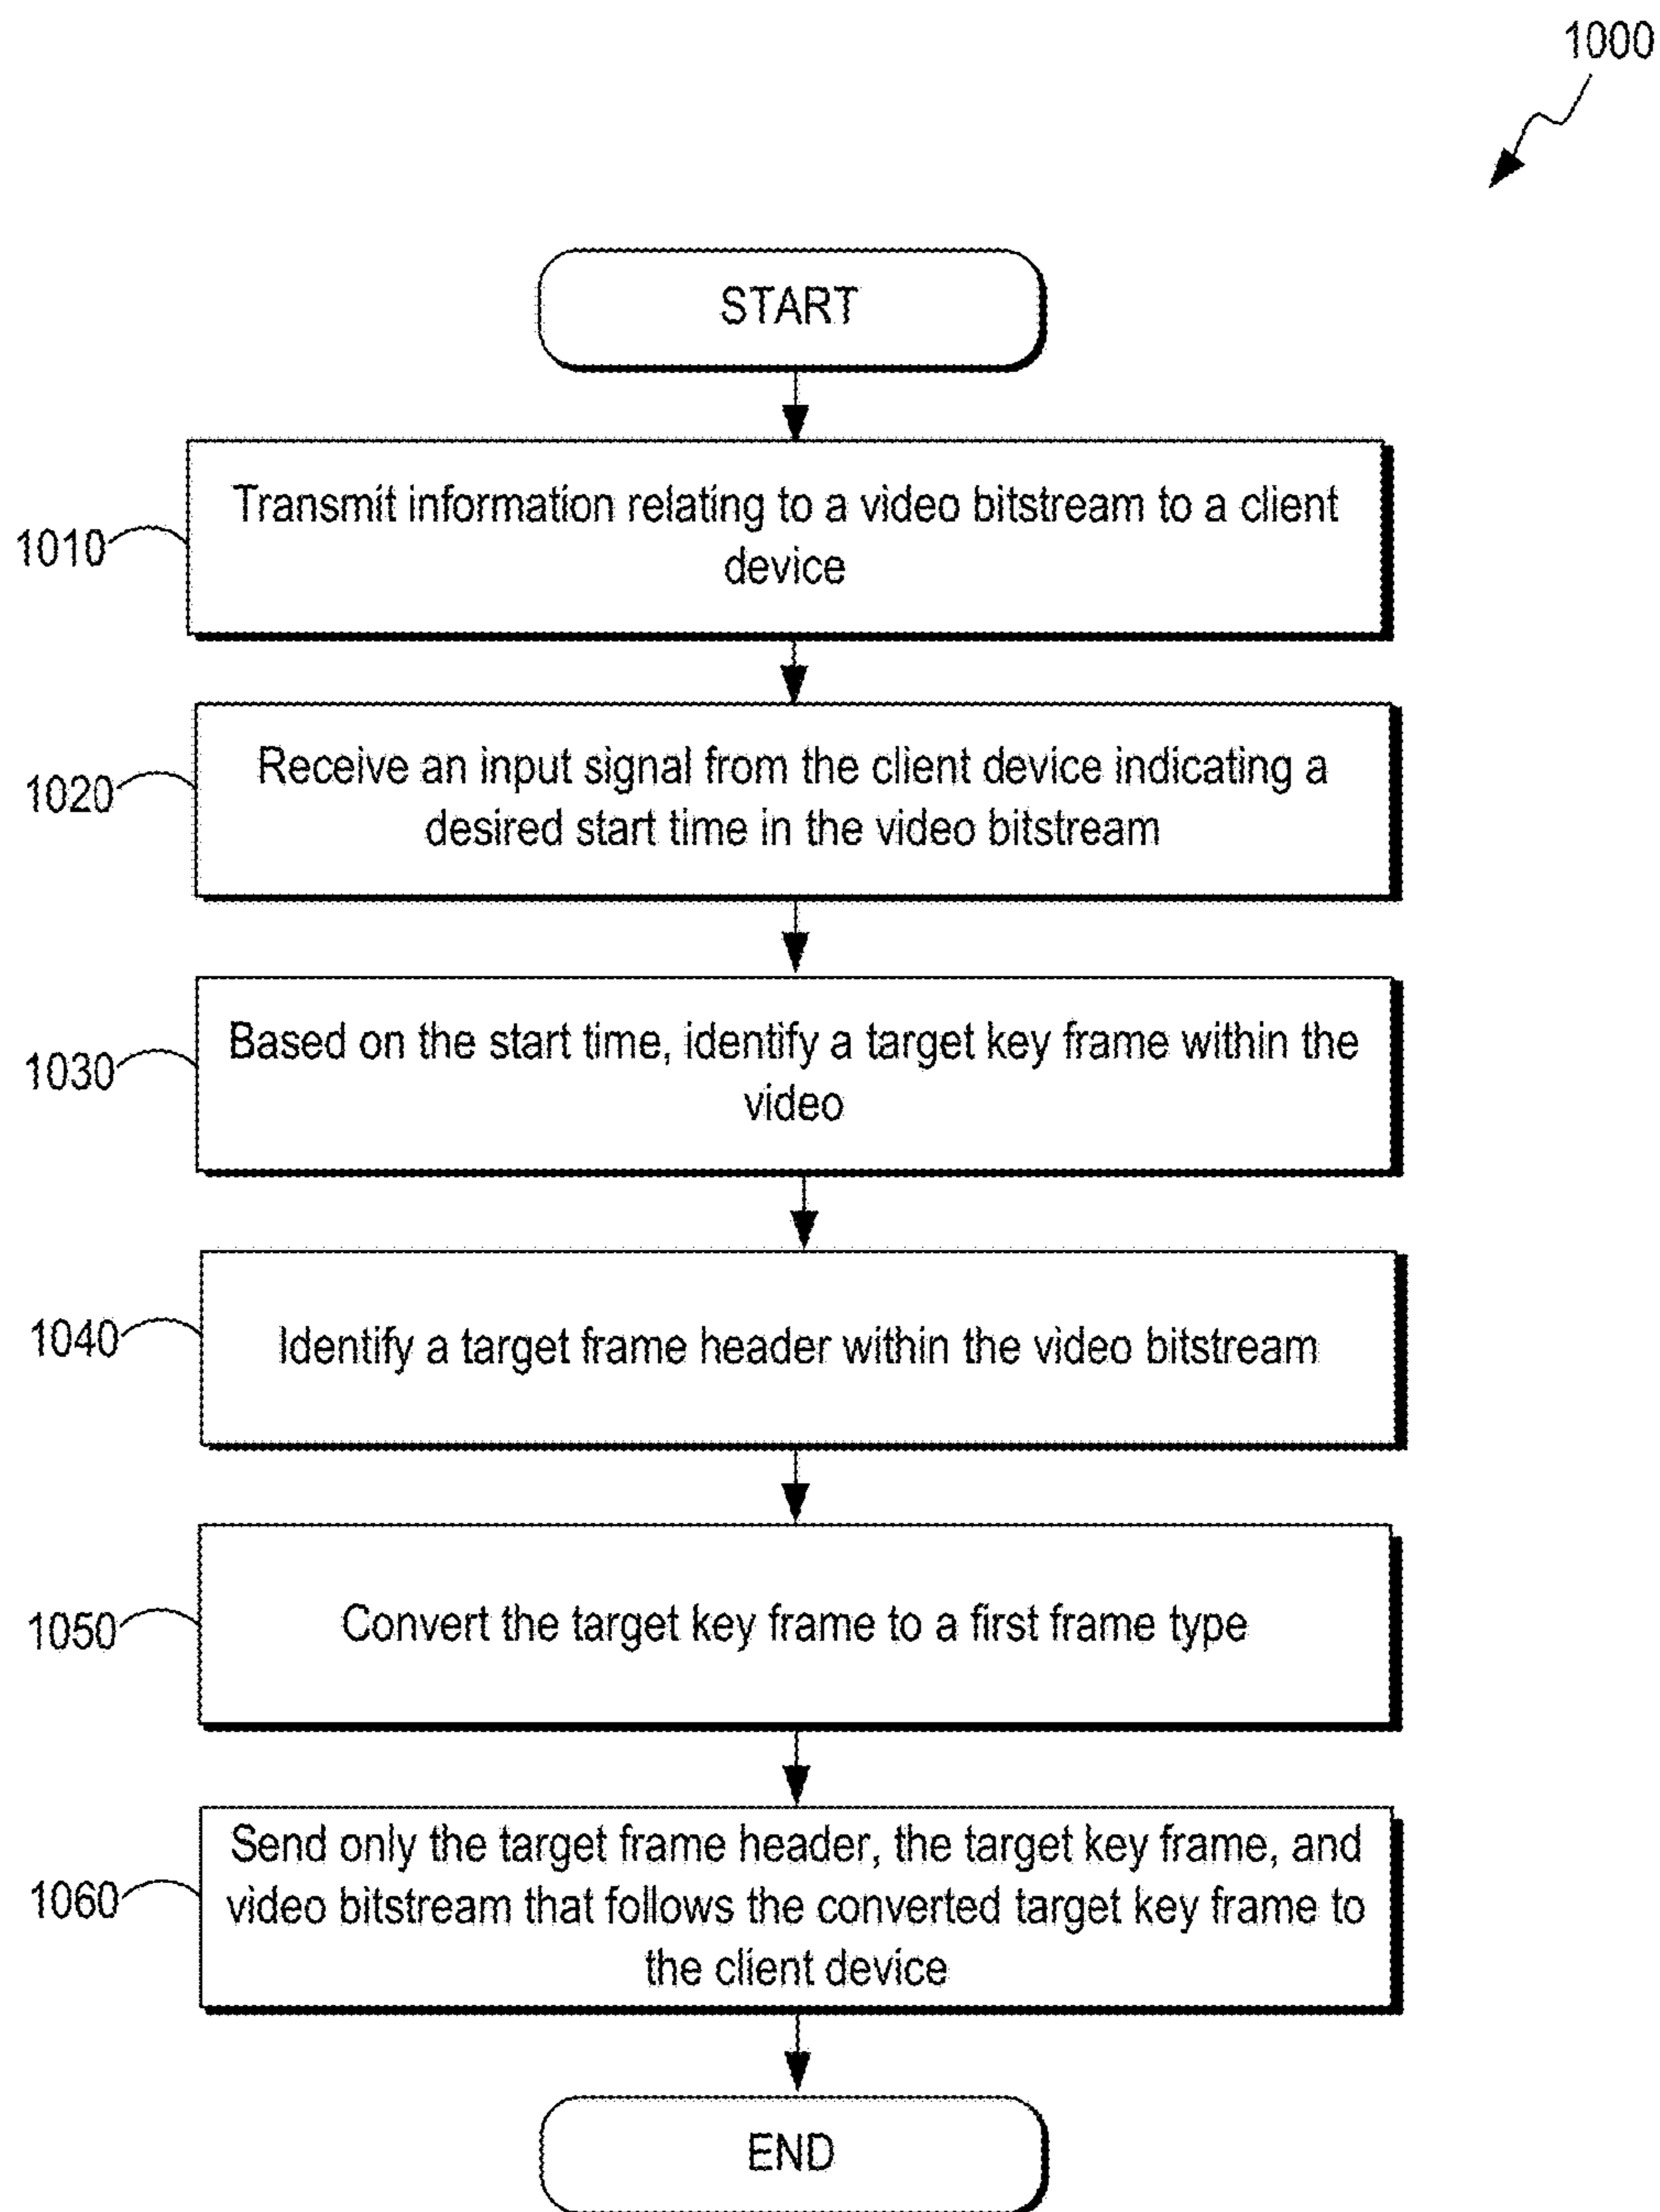 1000
START
1010
Transmit information relating to a video bitstream to a client
device
1020
Receive an input signal from the client device indicating a
desired start time in the video bitstream
1030
Based on the start time, identify a target key frame within the
video
1040
Identify a target frame header within the video bitstream
1050
Convert the target key frame to a first frame type
1060
Send only the target frame header, the target key frame, and
video bitstream that follows the converted target key frame to
the client device
END